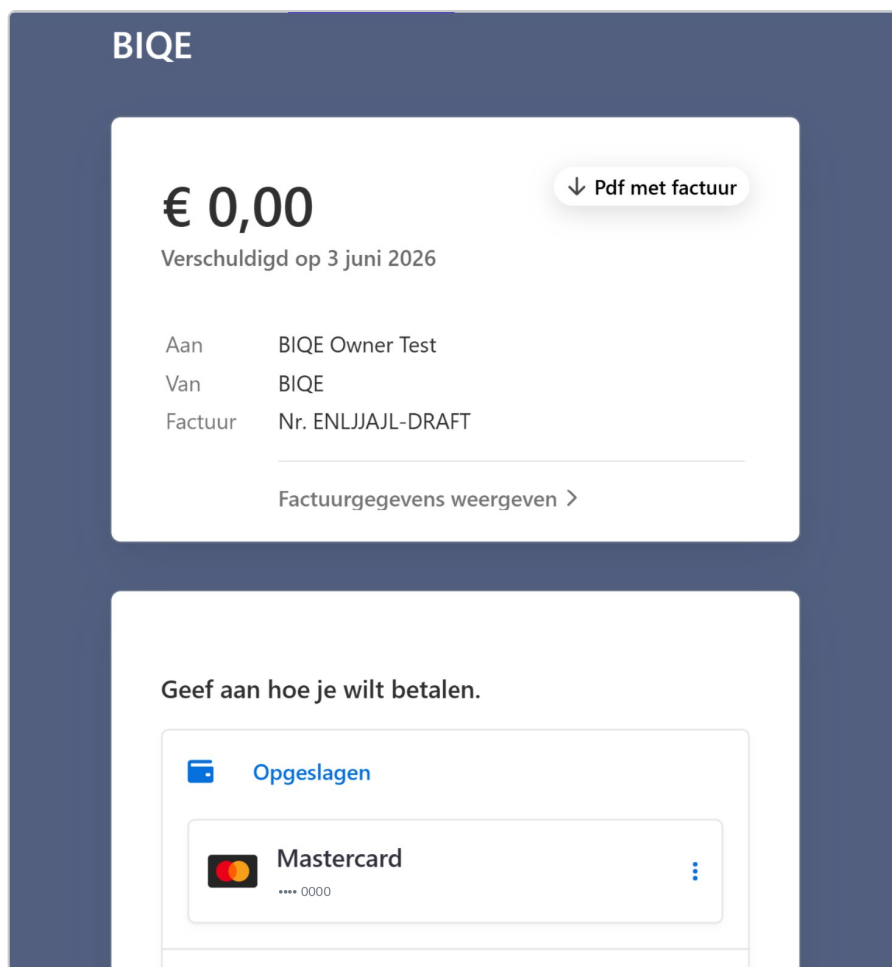 BIQE
€ 0,00
Pdf met factuur
Verschuldigd op 3 juni 2026
Aan BIQE Owner Test
Van BIQE
Factuur Nr. ENLJJAJL-DRAFT
Factuurgegevens weergeven
Geef aan hoe je wilt betalen.
Opgeslagen
Mastercard
•••• 0000